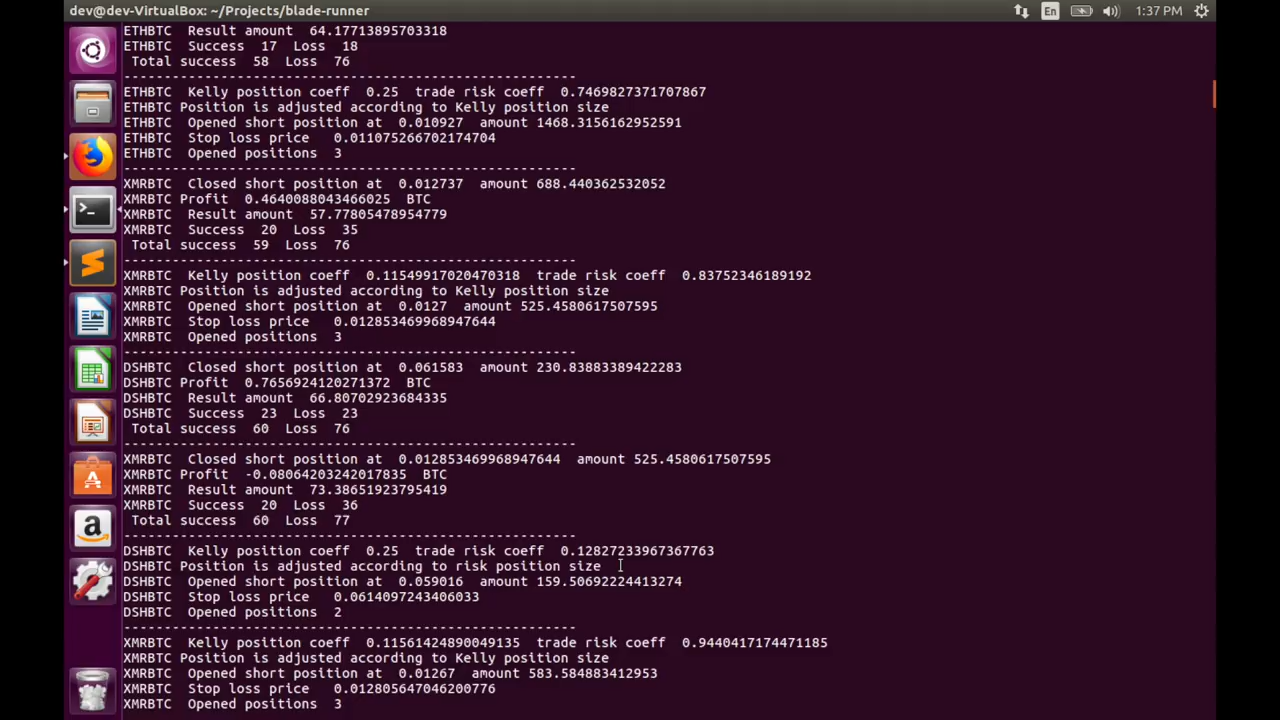 dev@dev-VirtualBox: ~/Projects/blade-runner
En
1:37 PM
ETHBTC  Result amount  64.17713895703318
ETHBTC  Success  17  Loss  18
 Total success  58  Loss  76
-------------------------------------------------------
ETHBTC  Kelly position coeff  0.25  trade risk coeff  0.7469827371707867
ETHBTC Position is adjusted according to Kelly position size
ETHBTC  Opened short position at  0.010927  amount 1468.3156162952591
ETHBTC  Stop loss price   0.011075266702174704
ETHBTC  Opened positions  3
-------------------------------------------------------
XMRBTC  Closed short position at  0.012737  amount 688.440362532052
XMRBTC Profit  0.4640088043466025  BTC
XMRBTC  Result amount  57.77805478954779
XMRBTC  Success  20  Loss  35
 Total success  59  Loss  76
-------------------------------------------------------
XMRBTC  Kelly position coeff  0.11549917020470318  trade risk coeff  0.83752346189192
XMRBTC Position is adjusted according to Kelly position size
XMRBTC  Opened short position at  0.0127  amount 525.4580617507595
XMRBTC  Stop loss price   0.012853469968947644
XMRBTC  Opened positions  3
-------------------------------------------------------
DSHBTC  Closed short position at  0.061583  amount 230.83883389422283
DSHBTC Profit  0.7656924120271372  BTC
DSHBTC  Result amount  66.80702923684335
DSHBTC  Success  23  Loss  23
 Total success  60  Loss  76
-------------------------------------------------------
XMRBTC  Closed short position at  0.012853469968947644  amount 525.4580617507595
XMRBTC Profit  -0.08064203242017835  BTC
XMRBTC  Result amount  73.38651923795419
XMRBTC  Success  20  Loss  36
 Total success  60  Loss  77
-------------------------------------------------------
DSHBTC  Kelly position coeff  0.25  trade risk coeff  0.12827233967367763
DSHBTC Position is adjusted according to risk position size
DSHBTC  Opened short position at  0.059016  amount 159.50692224413274
DSHBTC  Stop loss price   0.0614097243406033
DSHBTC  Opened positions  2
-------------------------------------------------------
XMRBTC  Kelly position coeff  0.11561424890049135  trade risk coeff  0.9440417174471185
XMRBTC Position is adjusted according to Kelly position size
XMRBTC  Opened short position at  0.01267  amount 583.584883412953
XMRBTC  Stop loss price   0.012805647046200776
XMRBTC  Opened positions  3